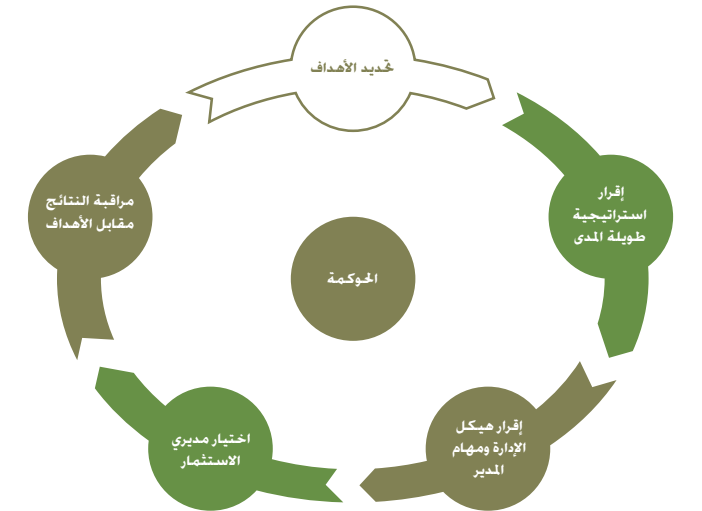 تحديد الأهداف
إقرار
استراتيجية
طويلة المدى
إقرار هيكل
الإدارة ومهام
المدير
اختيار مديري
الاستثمار
مراقبة النتائج
مقابل الأهداف
الحوكمة